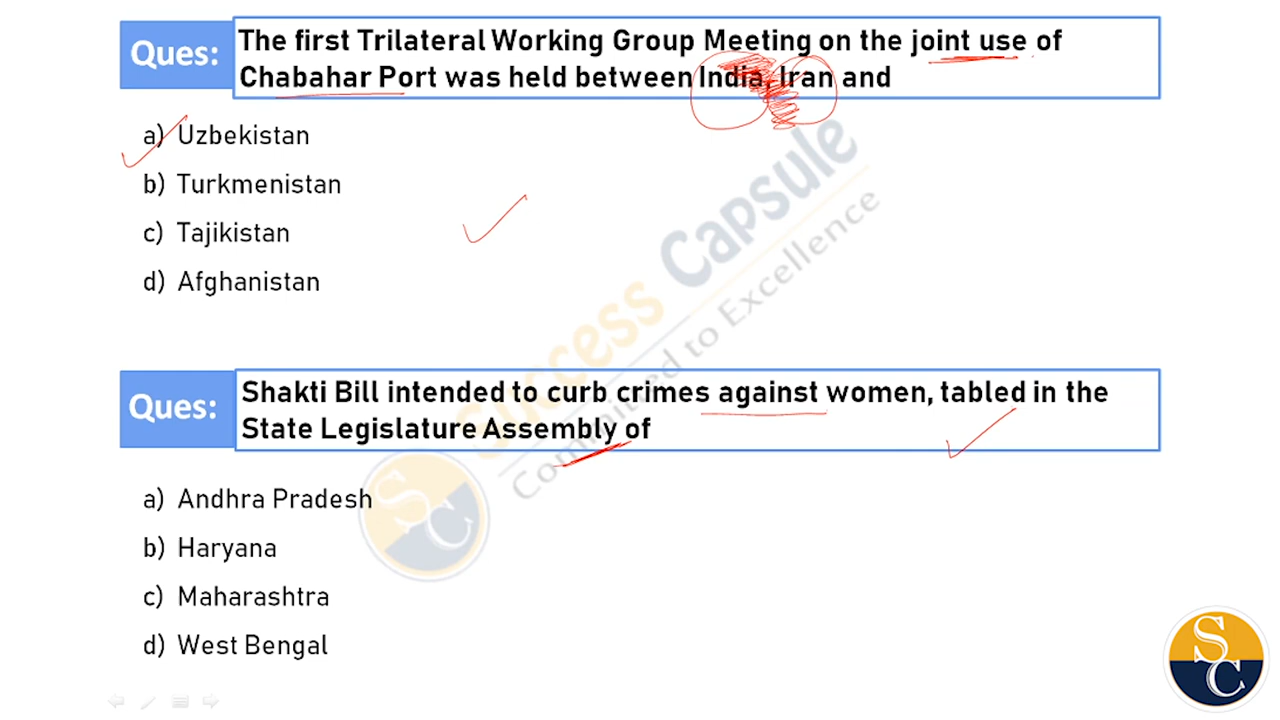 Ques:
The first Trilateral Working Group Meeting on the joint use of
Chabahar Port was held between India, Iran and
a) Uzbekistan
b) Turkmenistan
c) Tajikistan
d) Afghanistan
Success Capsule
Committed to Excellence
Ques:
Shakti Bill intended to curb crimes against women, tabled in the
State Legislature Assembly of
SC
a) Andhra Pradesh
b) Haryana
c) Maharashtra
d) West Bengal
SC